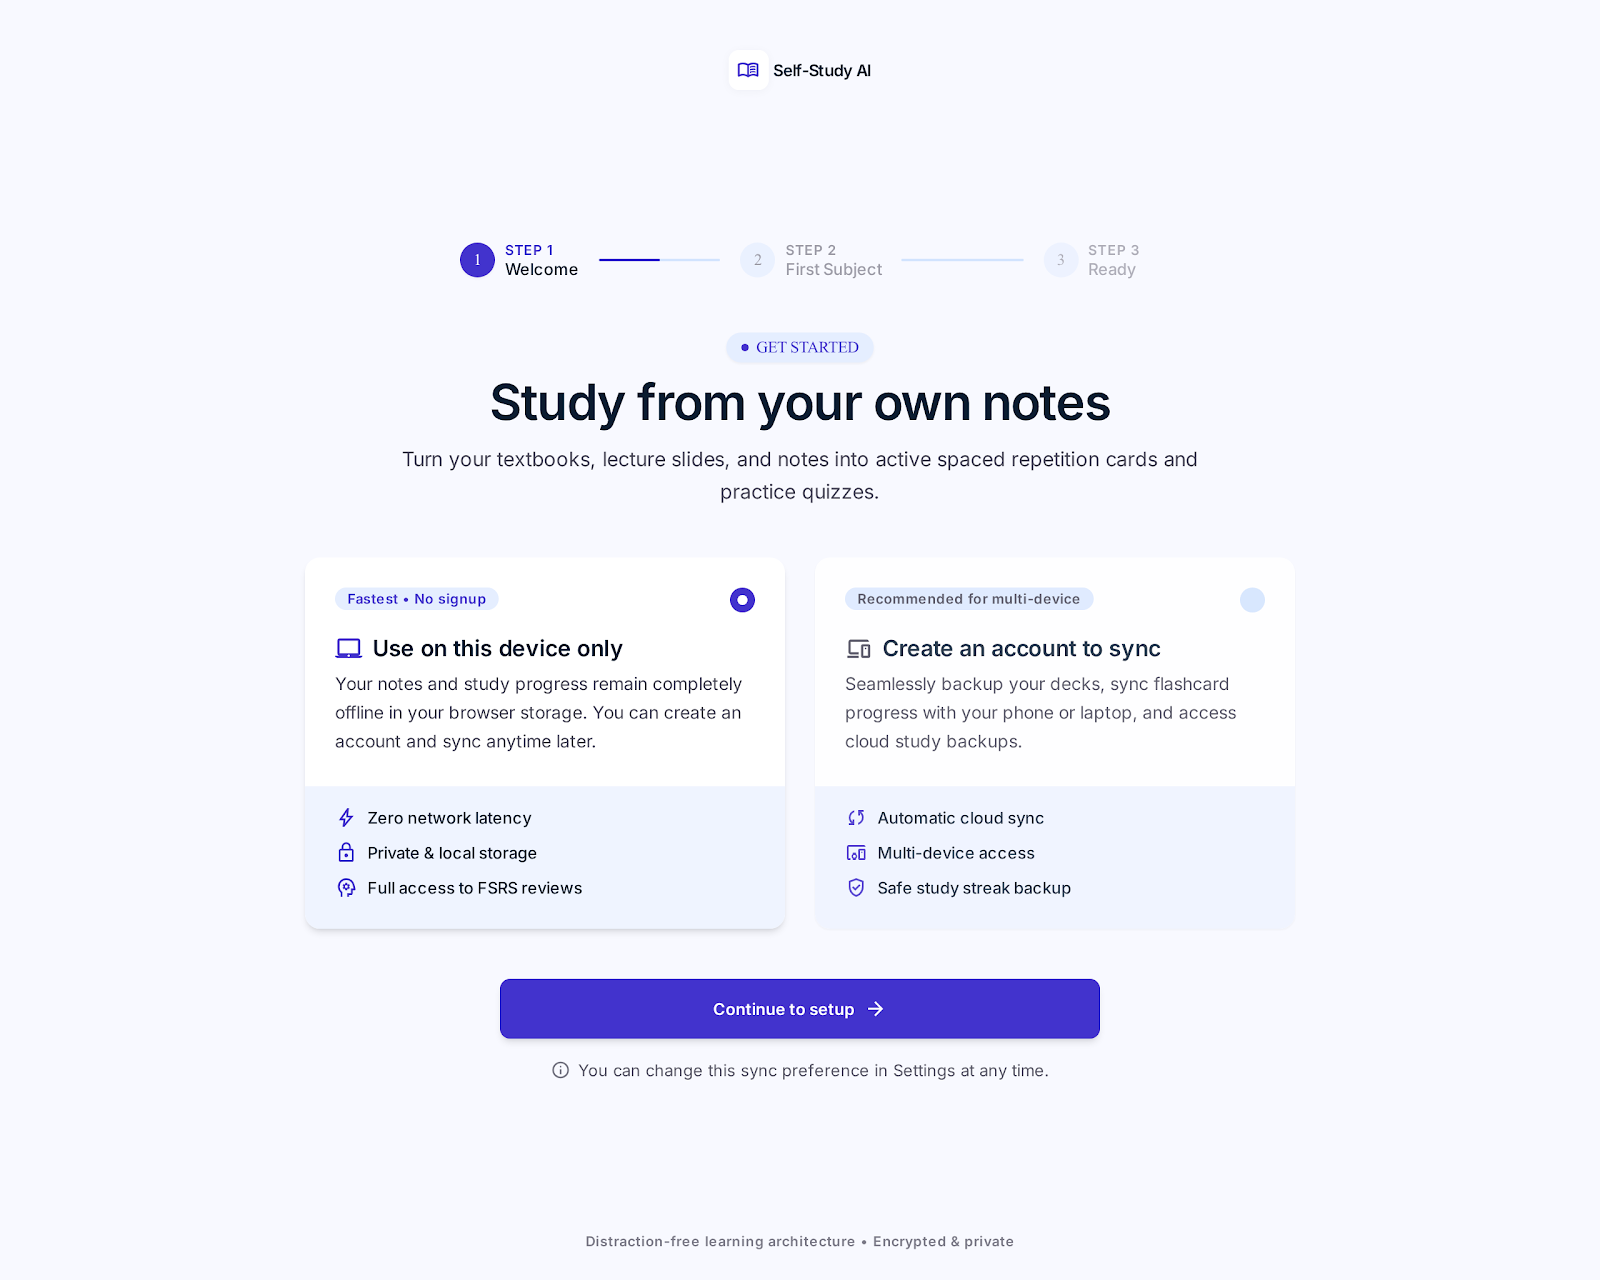 Self-Study AI
1
STEP 1
Welcome
2
STEP 2
First Subject
3
STEP 3
Ready
• GET STARTED
Study from your own notes
Turn your textbooks, lecture slides, and notes into active spaced repetition cards and
practice quizzes.
Fastest • No signup
Use on this device only
Your notes and study progress remain completely
offline in your browser storage. You can create an
account and sync anytime later.
Zero network latency
Private & local storage
Full access to FSRS reviews
Recommended for multi-device
Create an account to sync
Seamlessly backup your decks, sync flashcard
progress with your phone or laptop, and access
cloud study backups.
Automatic cloud sync
Multi-device access
Safe study streak backup
Continue to setup
You can change this sync preference in Settings at any time.
Distraction-free learning architecture • Encrypted & private